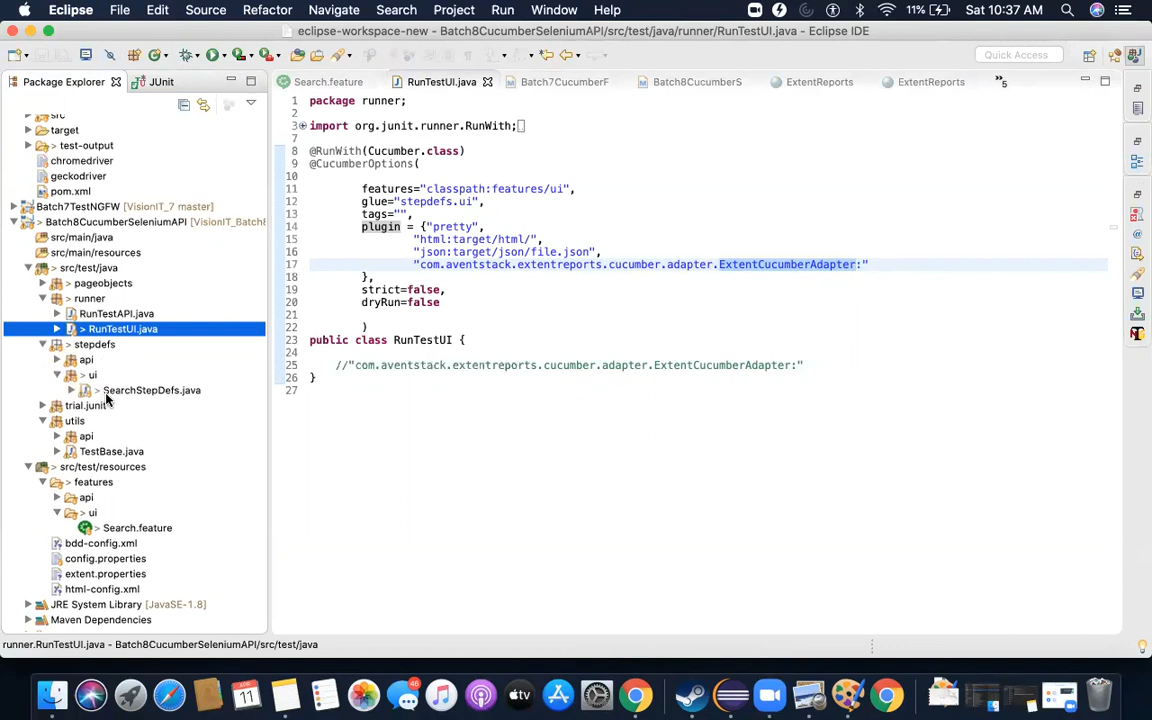 Eclipse File Edit Source Refactor Navigate Search Project Run Window Help 11% Sat 10:37 AM
eclipse-workspace-new - Batch8CucumberSeleniumAPI/src/test/java/runner/RunTestUI.java - Eclipse IDE
Quick Access
Package Explorer JUnit
Search.feature RunTestUI.java Batch7CucumberF Batch8CucumberS ExtentReports ExtentReports »5
src
target
test-output
chromedriver
geckodriver
pom.xml
Batch7TestNGFW [VisionIT_7 master]
> Batch8CucumberSeleniumAPI [VisionIT_Batch8
src/main/java
src/main/resources
> src/test/java
> pageobjects
> runner
RunTestAPI.java
> RunTestUI.java
> stepdefs
api
> ui
> SearchStepDefs.java
trial.junit
> utils
api
TestBase.java
> src/test/resources
> features
api
> ui
> Search.feature
bdd-config.xml
config.properties
extent.properties
html-config.xml
JRE System Library [JavaSE-1.8]
Maven Dependencies
1 package runner;
2
3 import org.junit.runner.RunWith;
7
8 @RunWith(Cucumber.class)
9 @CucumberOptions(
10
11 features="classpath:features/ui",
12 glue="stepdefs.ui",
13 tags="",
14 plugin = {"pretty",
15 "html:target/html/",
16 "json:target/json/file.json",
17 "com.aventstack.extentreports.cucumber.adapter.ExtentCucumberAdapter:"
18 },
19 strict=false,
20 dryRun=false
21
22 )
23 public class RunTestUI {
24
25 //"com.aventstack.extentreports.cucumber.adapter.ExtentCucumberAdapter:"
26 }
27
runner.RunTestUI.java - Batch8CucumberSeleniumAPI/src/test/java
46
SEP
11